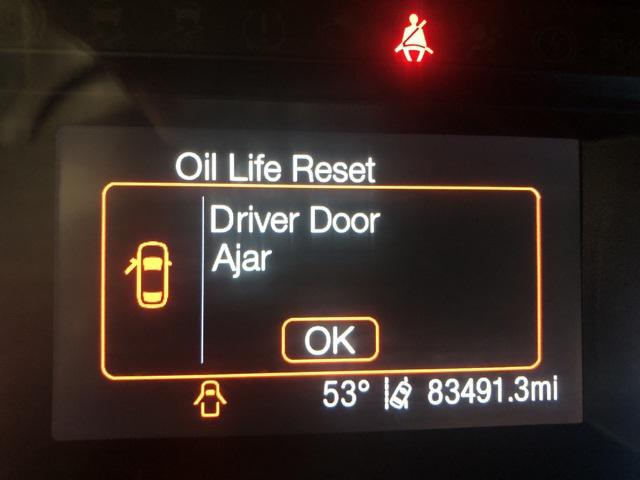 Oil Life Reset
Driver Door
Ajar
OK
53° 83491.3mi